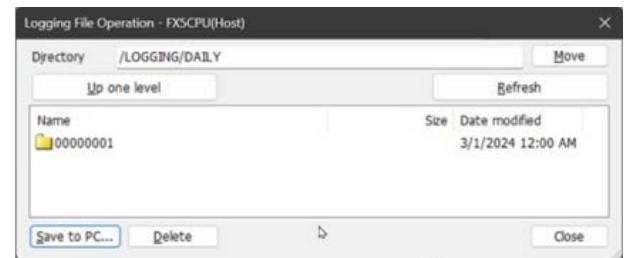 Logging File Operation - FX5CPU(Host)
Directory /LOGGING/DAILY Move
Up one level Refresh
Name Size Date modified
00000001 3/1/2024 12:00 AM
Save to PC... Delete Close